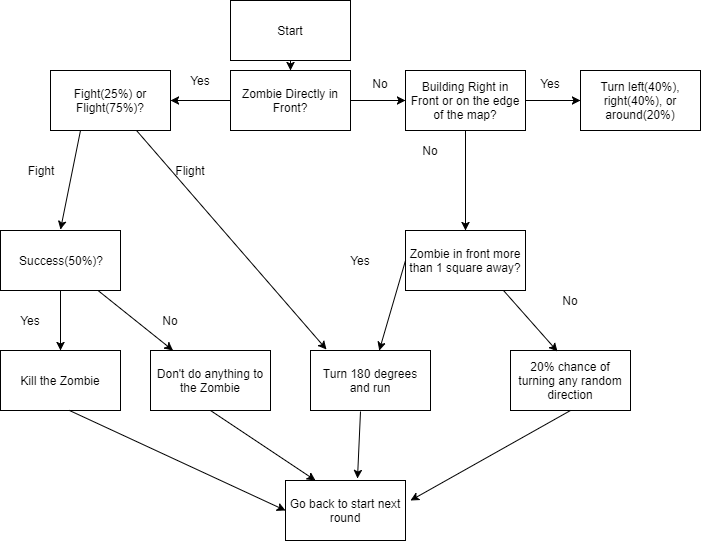 Start
Yes
Fight(25%) or
Flight(75%)?
Zombie Directly in
Front?
No
Building Right in
Front or on the edge
of the map?
Yes
Turn left(40%),
right(40%), or
around(20%)
Fight
Flight
No
Success(50%)?
Yes
Zombie in front more
than 1 square away?
Yes
No
No
Kill the Zombie
Don't do anything to
the Zombie
Turn 180 degrees
and run
20% chance of
turning any random
direction
Go back to start next
round